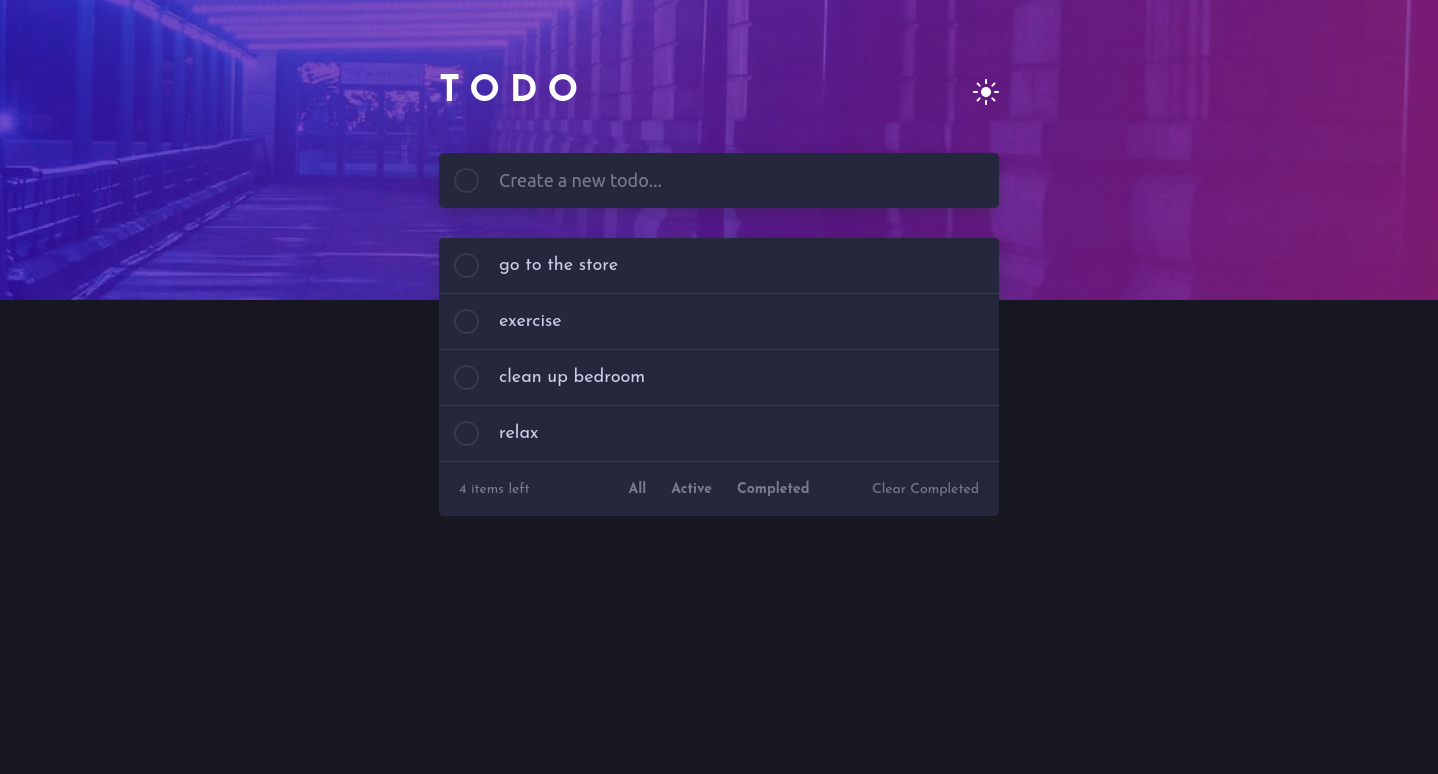 TODO
Create a new todo...
go to the store
exercise
clean up bedroom
relax
4 items left All Active Completed Clear Completed